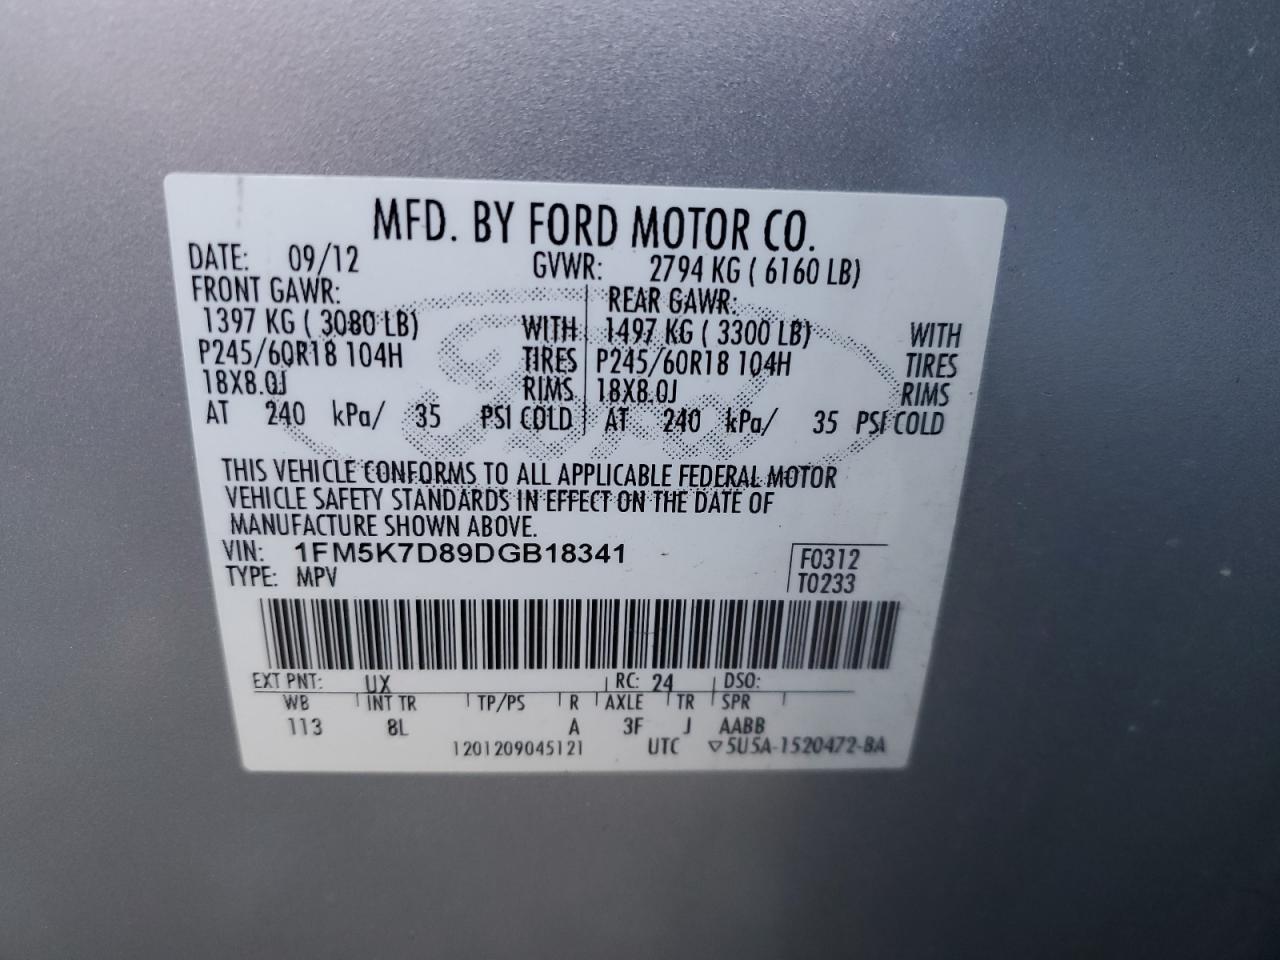 MFD. BY FORD MOTOR CO.
DATE: 09/12 GVWR: 2794 KG ( 6160 LB)
FRONT GAWR: REAR GAWR:
1397 KG ( 3080 LB) WITH 1497 KG ( 3300 LB) WITH
P245/60R18 104H TIRES P245/60R18 104H TIRES
18X8.0J RIMS 18X8.0J RIMS
AT 240 kPa/ 35 PSI COLD AT 240 kPa/ 35 PSI COLD
Ford
THIS VEHICLE CONFORMS TO ALL APPLICABLE FEDERAL MOTOR
VEHICLE SAFETY STANDARDS IN EFFECT ON THE DATE OF
MANUFACTURE SHOWN ABOVE.
VIN: 1FM5K7D89DGB18341 F0312
TYPE: MPV T0233
EXT PNT: UX RC: 24 DSO:
WB INT TR TP/PS R AXLE TR SPR
113 8L A 3F J AABB
1201209045121 UTC ▽5U5A-1520472-BA